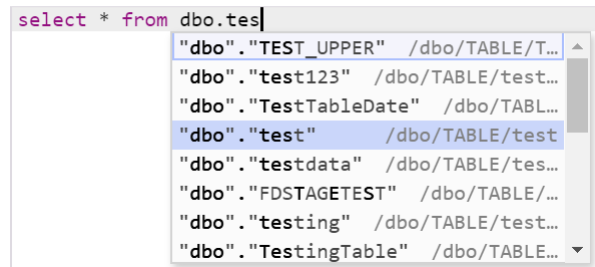 select * from dbo.tes
"dbo"."TEST_UPPER" /dbo/TABLE/T…
"dbo"."test123" /dbo/TABLE/test…
"dbo"."TestTableDate" /dbo/TABL…
"dbo"."test" /dbo/TABLE/test
"dbo"."testdata" /dbo/TABLE/tes…
"dbo"."FDSTAGETEST" /dbo/TABLE/…
"dbo"."testing" /dbo/TABLE/test…
"dbo"."TestingTable" /dbo/TABLE…